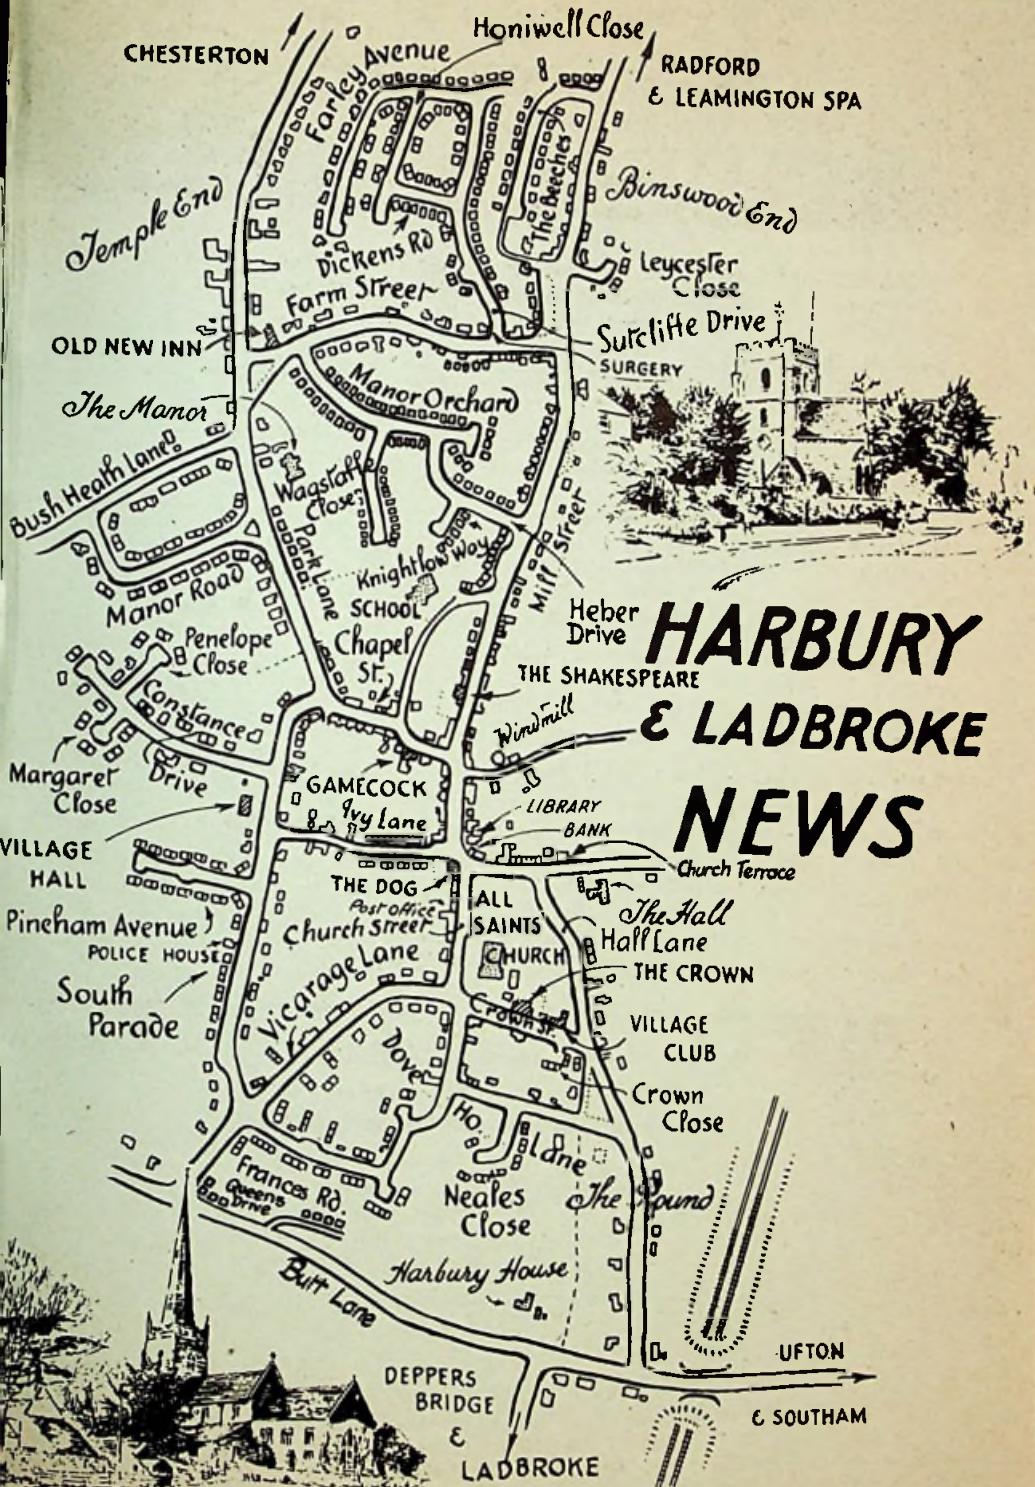 Honiwell Close
CHESTERTON
Farley Avenue
RADFORD
& LEAMINGTON SPA
Temple End
The Beeches
Binswood End
Dickens Rd
Leycester
Close
Farm Street
Sutcliffe Drive
OLD NEW INN
SURGERY
The Manor
Manor Orchard
Bush Heath Lane
Wagstaff
Close
Park Lane
Knightlow Way
Mill Street
Manor Road
SCHOOL
Heber
Drive
HARBURY
& LADBROKE
NEWS
Penelope
Close
Chapel
St.
THE SHAKESPEARE
Constance
Drive
Windmill
Margaret
Close
GAMECOCK
Ivy Lane
LIBRARY
BANK
VILLAGE
HALL
Church Terrace
THE DOG
Post Office
ALL
SAINTS'
CHURCH
The Hall
Hall Lane
Pineham Avenue
Church Street
POLICE HOUSE
THE CROWN
South
Parade
Vicarage Lane
Crown St.
VILLAGE
CLUB
Dove
Crown
Close
Ho.
Lane
Frances Rd.
Queens
Drive
Neales
Close
The Pound
Harbury House
Butt Lane
UFTON
& SOUTHAM
DEPPERS
BRIDGE
&
LADBROKE